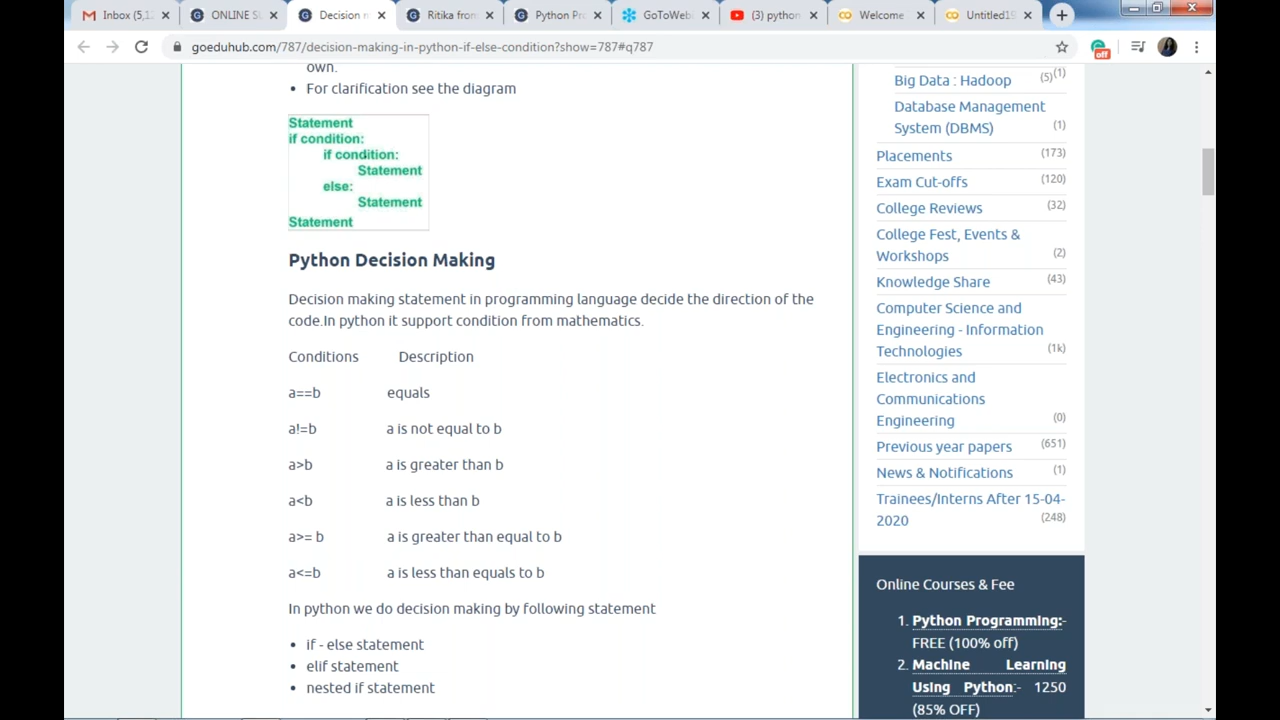 Inbox (5,1
ONLINE SU
Decision m
Ritika from
Python Pro
GoToWebi
(3) python
Welcome
Untitled19
goeduhub.com/787/decision-making-in-python-if-else-condition?show=787#q787
off
own.
• For clarification see the diagram
Statement
if condition:
if condition:
Statement
else:
Statement
Statement
Python Decision Making
Decision making statement in programming language decide the direction of the
code.In python it support condition from mathematics.
Conditions Description
a==b equals
a!=b a is not equal to b
a>b a is greater than b
a<b a is less than b
a>= b a is greater than equal to b
a<=b a is less than equals to b
In python we do decision making by following statement
• if - else statement
• elif statement
• nested if statement
(1)
Big Data : Hadoop (5)
Database Management
System (DBMS) (1)
Placements (173)
Exam Cut-offs (120)
College Reviews (32)
College Fest, Events &
Workshops (2)
Knowledge Share (43)
Computer Science and
Engineering - Information
Technologies (1k)
Electronics and
Communications
Engineering (0)
Previous year papers (651)
News & Notifications (1)
Trainees/Interns After 15-04-
2020 (248)
Online Courses & Fee
1. Python Programming:-
FREE (100% off)
2. Machine Learning
Using Python:- 1250
(85% OFF)